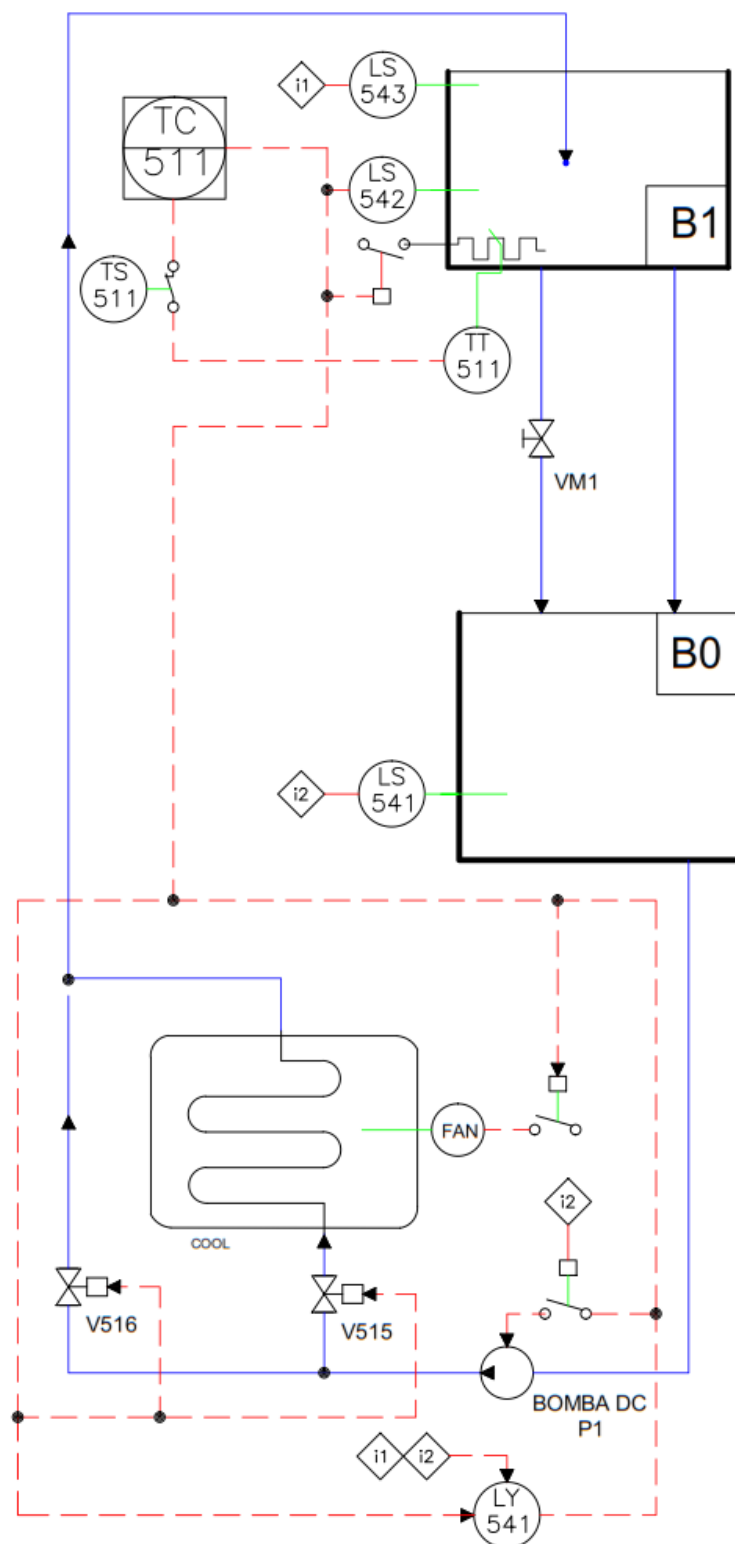 i1
LS
543
TC
511
LS
542
B1
TS
511
TT
511
VM1
B0
i2
LS
541
FAN
i2
COOL
V516
V515
BOMBA DC
P1
i1
i2
LY
541